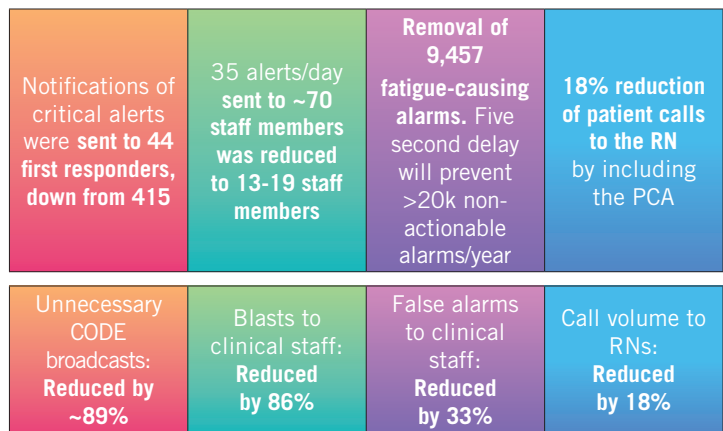 Notifications of
critical alerts
were sent to 44
first responders,
down from 415
35 alerts/day
sent to ~70
staff members
was reduced
to 13-19 staff
members
Removal of
9,457
fatigue-causing
alarms. Five
second delay
will prevent
>20k non-
actionable
alarms/year
18% reduction
of patient calls
to the RN
by including
the PCA
Unnecessary
CODE
broadcasts:
Reduced by
~89%
Blasts to
clinical staff:
Reduced
by 86%
False alarms
to clinical
staff:
Reduced
by 33%
Call volume to
RNs:
Reduced
by 18%